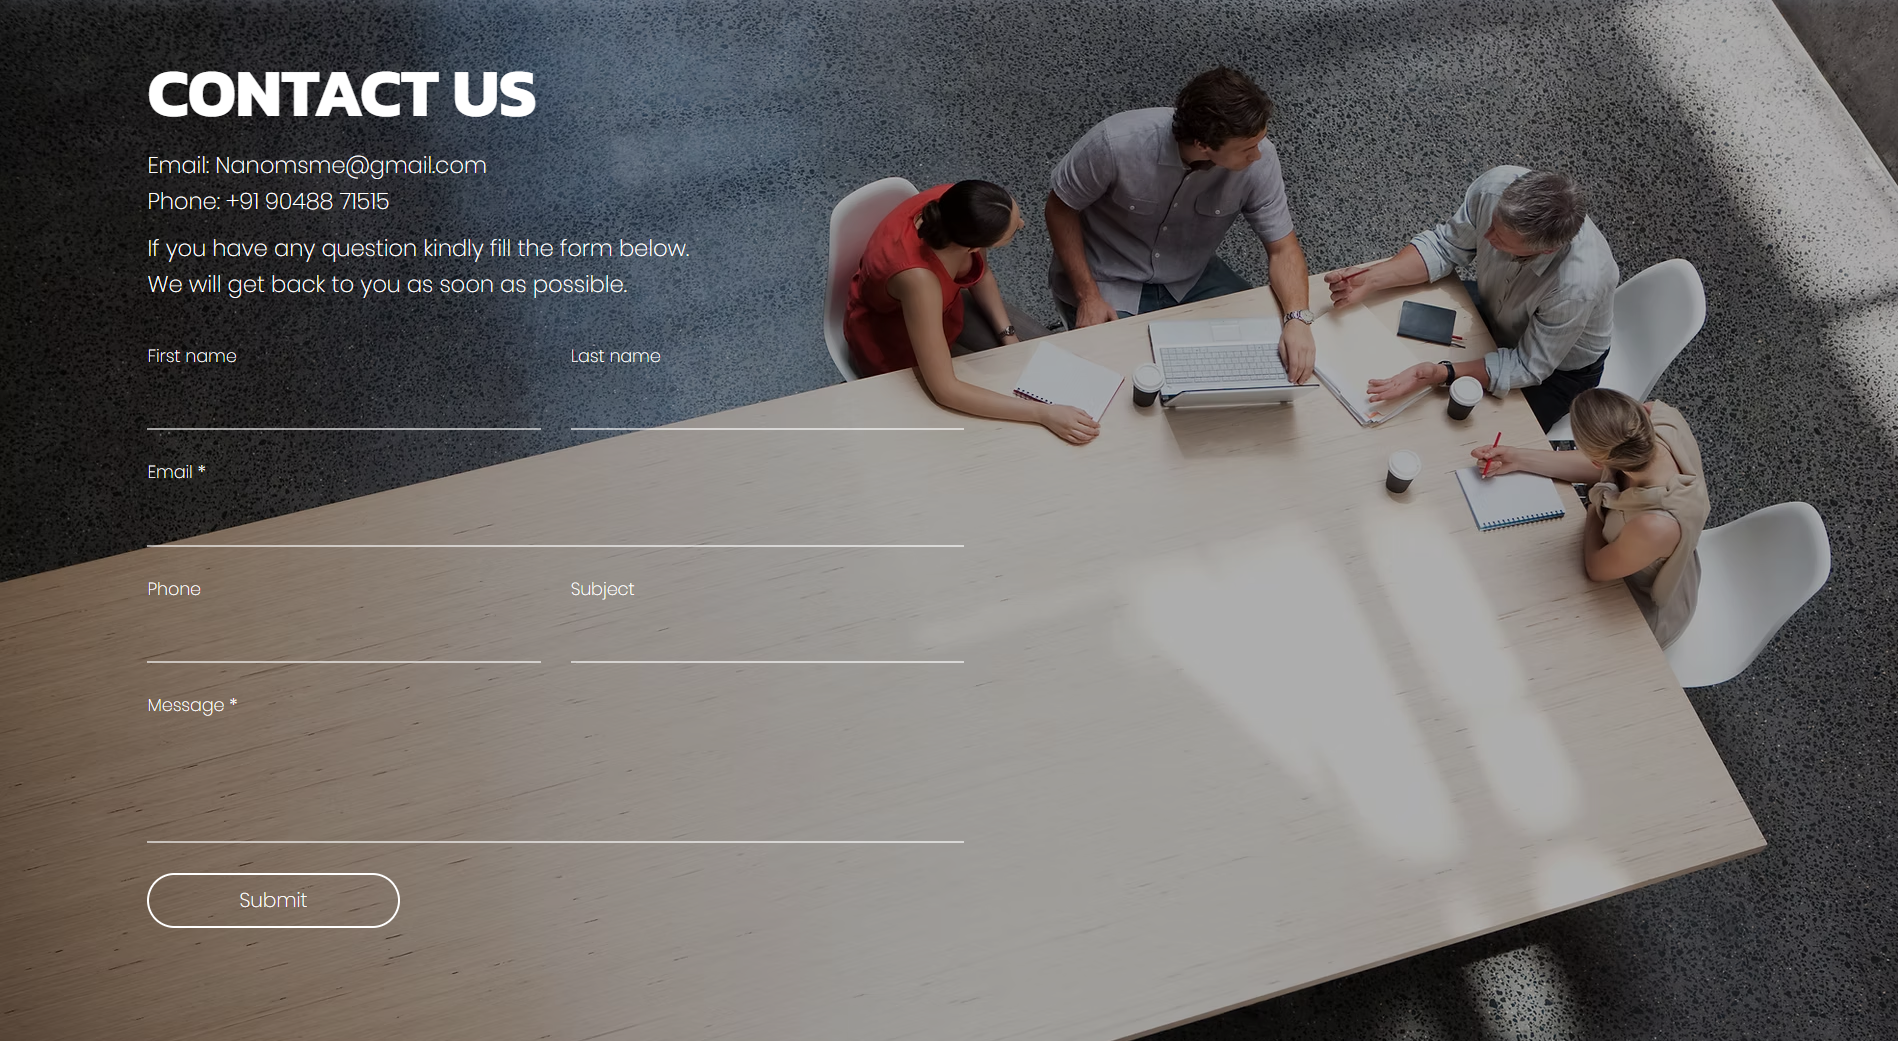 CONTACT US
Email: Nanomsme@gmail.com
Phone: +91 90488 71515
If you have any question kindly fill the form below.
We will get back to you as soon as possible.
First name
Last name
Email *
Phone
Subject
Message *
Submit